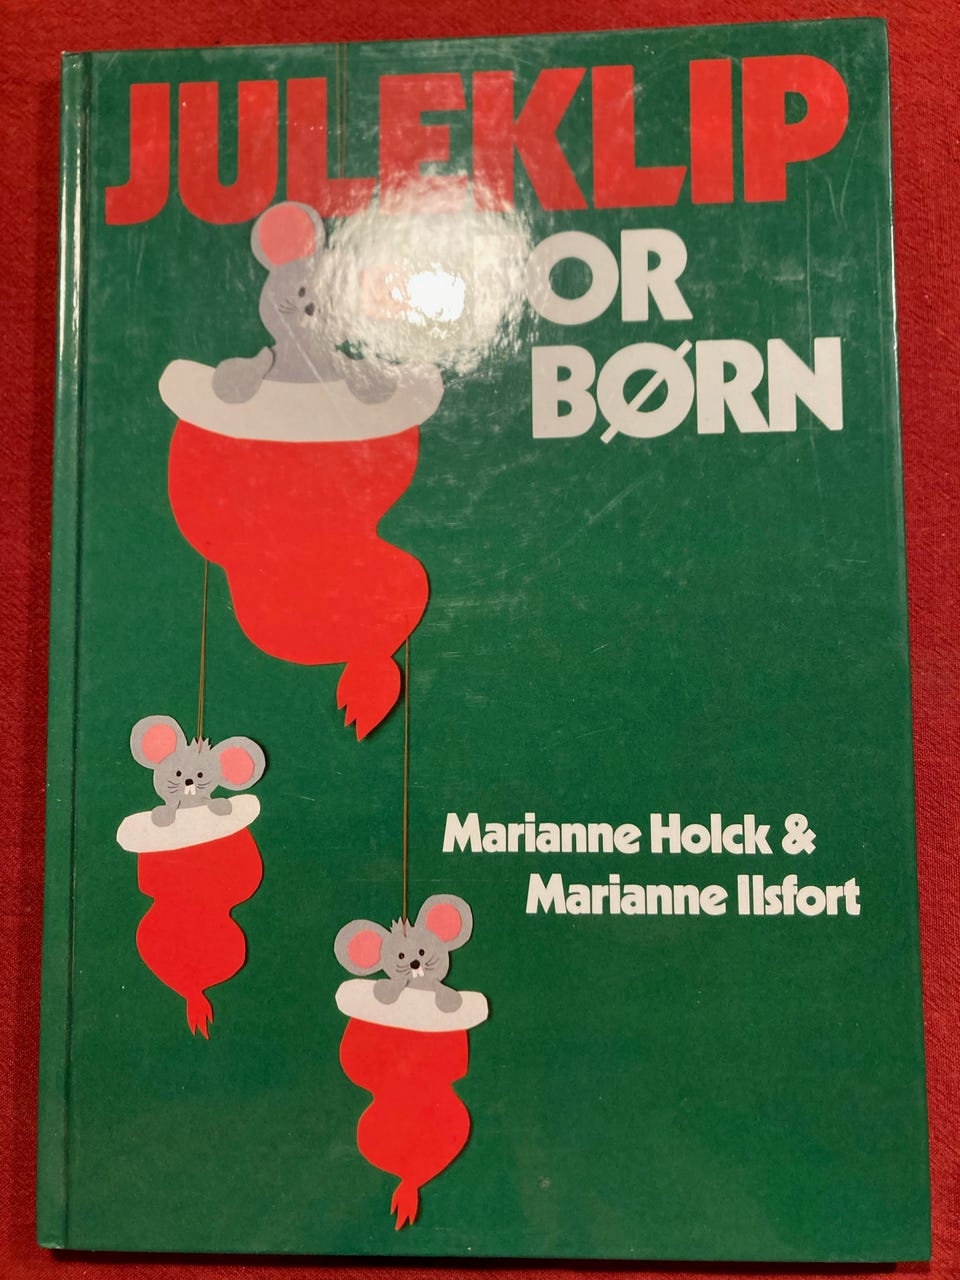 JULEKLIP
OR
BØRN
Marianne Holck &
Marianne Ilsfort